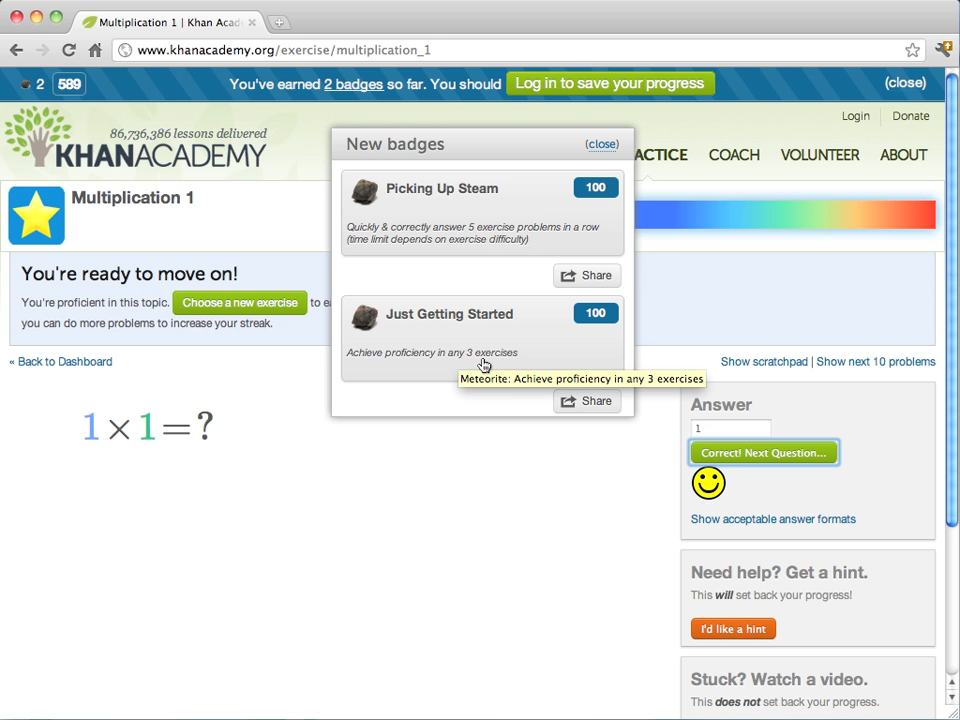 Multiplication 1 | Khan Acad
www.khanacademy.org/exercise/multiplication_1
2 589 You've earned 2 badges so far. You should Log in to save your progress (close)
86,736,386 lessons delivered
KHANACADEMY
Login Donate
ACTICE COACH VOLUNTEER ABOUT
Multiplication 1
New badges (close)
Picking Up Steam 100
Quickly & correctly answer 5 exercise problems in a row
(time limit depends on exercise difficulty)
Share
Just Getting Started 100
Achieve proficiency in any 3 exercises
Meteorite: Achieve proficiency in any 3 exercises
Share
You're ready to move on!
You're proficient in this topic. Choose a new exercise to ea
you can do more problems to increase your streak.
« Back to Dashboard
Show scratchpad | Show next 10 problems
1×1=?
Answer
1
Correct! Next Question...
Show acceptable answer formats
Need help? Get a hint.
This will set back your progress!
I'd like a hint
Stuck? Watch a video.
This does not set back your progress.